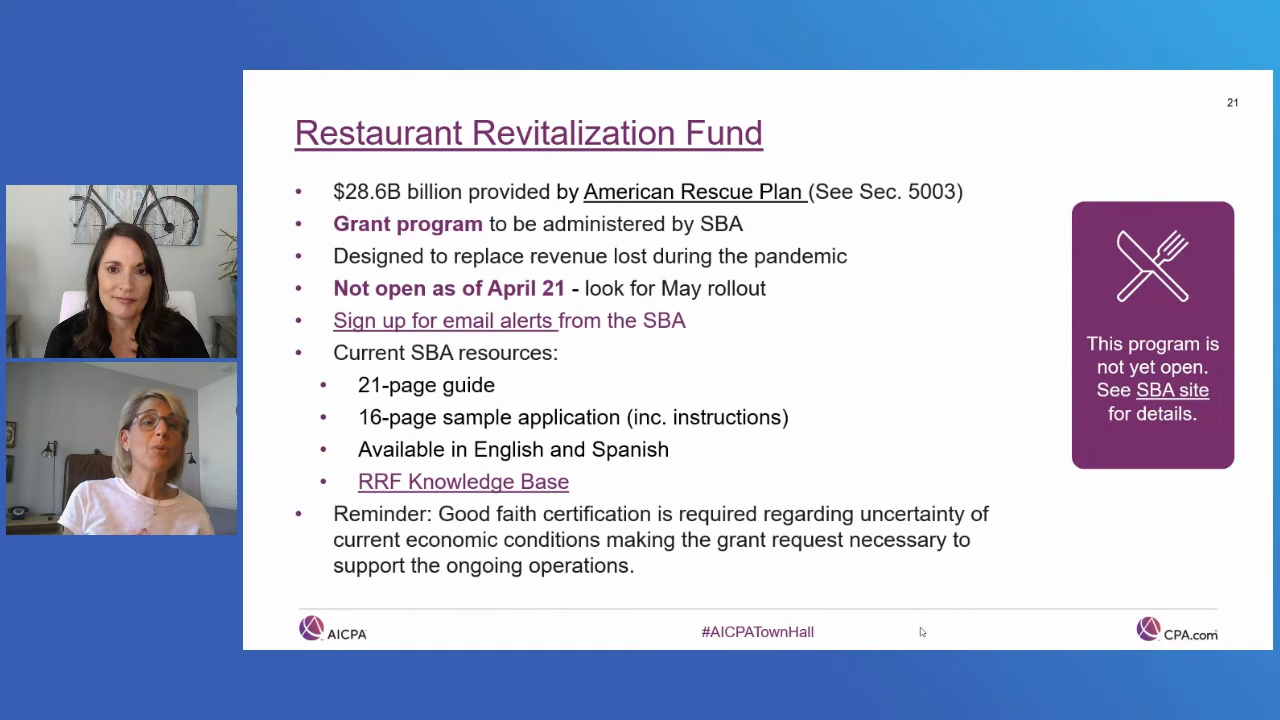 21
Restaurant Revitalization Fund
• $28.6B billion provided by American Rescue Plan (See Sec. 5003)
• Grant program to be administered by SBA
• Designed to replace revenue lost during the pandemic
• Not open as of April 21 - look for May rollout
• Sign up for email alerts from the SBA
• Current SBA resources:
• 21-page guide
• 16-page sample application (inc. instructions)
• Available in English and Spanish
• RRF Knowledge Base
• Reminder: Good faith certification is required regarding uncertainty of
current economic conditions making the grant request necessary to
support the ongoing operations.
This program is
not yet open.
See SBA site
for details.
AICPA
#AICPATownHall
CPA.com